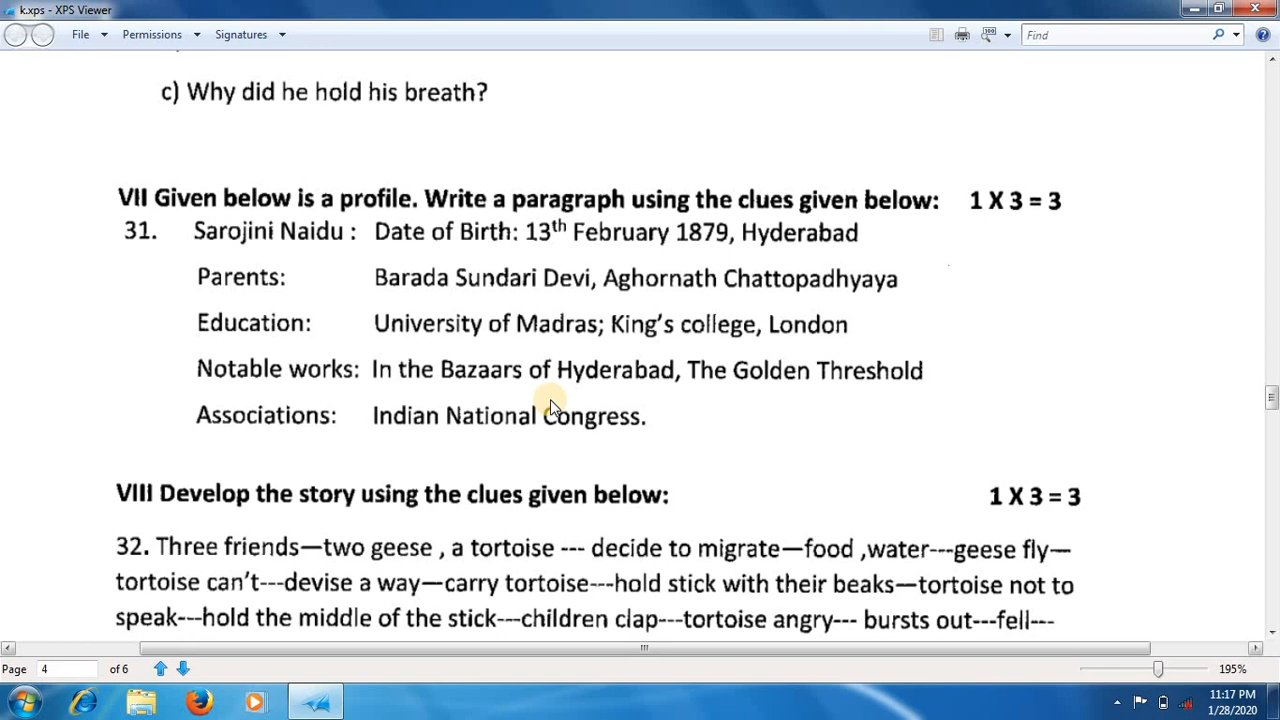 k.xps - XPS Viewer
File Permissions Signatures Find
c) Why did he hold his breath?
VII Given below is a profile. Write a paragraph using the clues given below: 1 X 3 = 3
31. Sarojini Naidu : Date of Birth: 13th February 1879, Hyderabad
Parents: Barada Sundari Devi, Aghornath Chattopadhyaya
Education: University of Madras; King's college, London
Notable works: In the Bazaars of Hyderabad, The Golden Threshold
Associations: Indian National Congress.
VIII Develop the story using the clues given below: 1 X 3 = 3
32. Three friends—two geese , a tortoise --- decide to migrate—food ,water---geese fly—
tortoise can't---devise a way—carry tortoise---hold stick with their beaks—tortoise not to
speak---hold the middle of the stick---children clap---tortoise angry--- bursts out---fell---
Page 4 of 6 195%
11:17 PM
1/28/2020